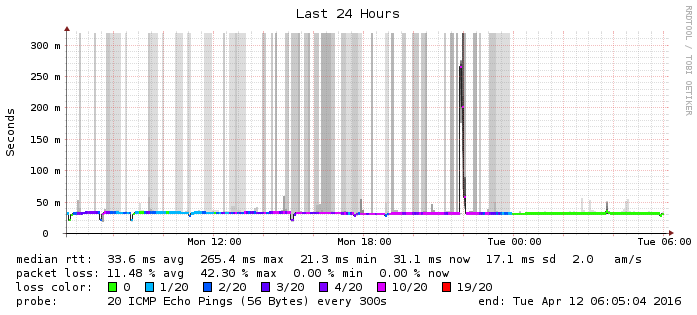 Last 24 Hours
RRDTOOL / TOBI OETIKER
Seconds
300 m
250 m
200 m
150 m
100 m
50 m
0
Mon 12:00 Mon 18:00 Tue 00:00 Tue 06:00
median rtt: 33.6 ms avg 265.4 ms max 21.3 ms min 31.1 ms now 17.1 ms sd 2.0 am/s
packet loss: 11.48 % avg 42.30 % max 0.00 % min 0.00 % now
loss color: 0 1/20 2/20 3/20 4/20 10/20 19/20
probe: 20 ICMP Echo Pings (56 Bytes) every 300s end: Tue Apr 12 06:05:04 2016